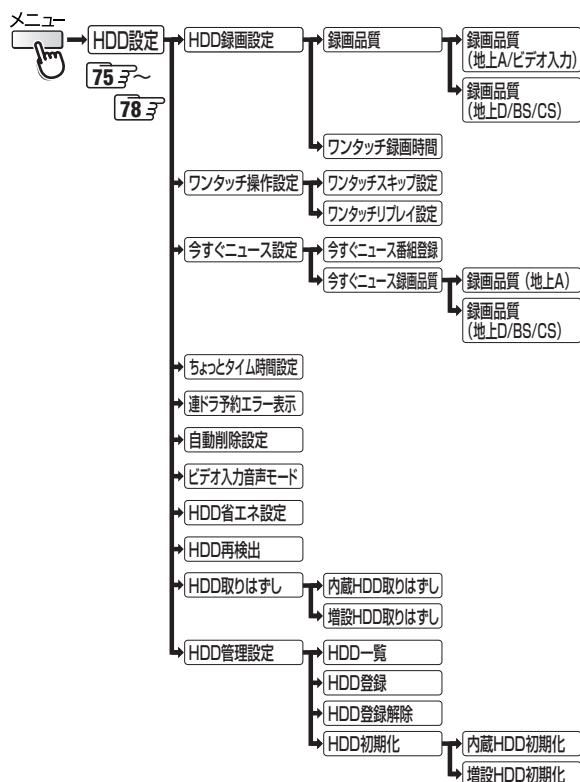 メニュー
HDD設定
75
～
78
HDD録画設定
録画品質
録画品質
(地上A/ビデオ入力)
録画品質
(地上D/BS/CS)
ワンタッチ録画時間
ワンタッチ操作設定
ワンタッチスキップ設定
ワンタッチリプレイ設定
今すぐニュース設定
今すぐニュース番組登録
今すぐニュース録画品質
録画品質 (地上A)
録画品質
(地上D/BS/CS)
ちょっとタイム時間設定
連ドラ予約エラー表示
自動削除設定
ビデオ入力音声モード
HDD省エネ設定
HDD再検出
HDD取りはずし
内蔵HDD取りはずし
増設HDD取りはずし
HDD管理設定
HDD一覧
HDD登録
HDD登録解除
HDD初期化
内蔵HDD初期化
増設HDD初期化